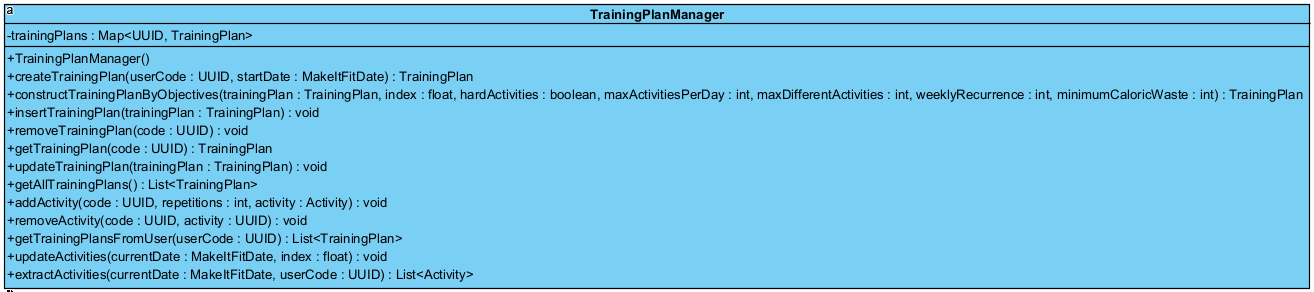 a
TrainingPlanManager
-trainingPlans : Map<UUID, TrainingPlan>
+TrainingPlanManager()
+createTrainingPlan(userCode : UUID, startDate : MakeItFitDate) : TrainingPlan
+constructTrainingPlanByObjectives(trainingPlan : TrainingPlan, index : float, hardActivities : boolean, maxActivitiesPerDay : int, maxDifferentActivities : int, weeklyRecurrence : int, minimumCaloricWaste : int) : TrainingPlan
+insertTrainingPlan(trainingPlan : TrainingPlan) : void
+removeTrainingPlan(code : UUID) : void
+getTrainingPlan(code : UUID) : TrainingPlan
+updateTrainingPlan(trainingPlan : TrainingPlan) : void
+getAllTrainingPlans() : List<TrainingPlan>
+addActivity(code : UUID, repetitions : int, activity : Activity) : void
+removeActivity(code : UUID, activity : UUID) : void
+getTrainingPlansFromUser(userCode : UUID) : List<TrainingPlan>
+updateActivities(currentDate : MakeItFitDate, index : float) : void
+extractActivities(currentDate : MakeItFitDate, userCode : UUID) : List<Activity>